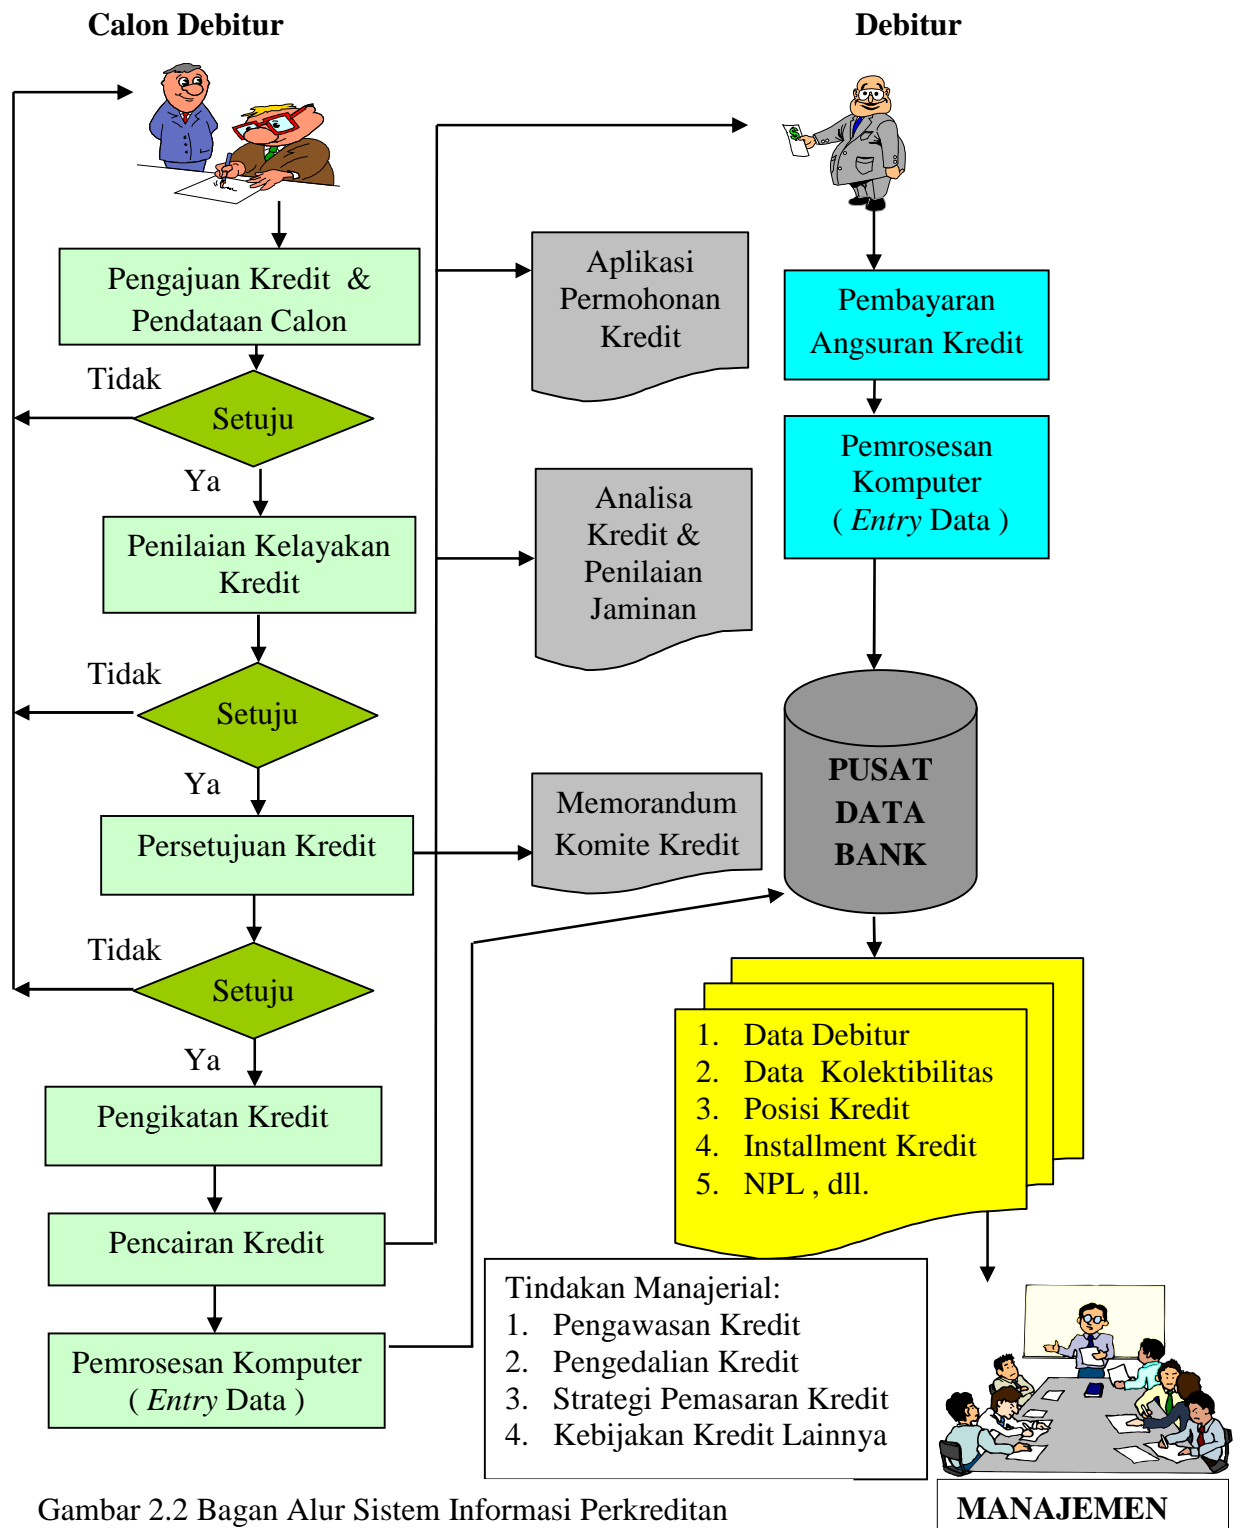 Calon Debitur
Debitur
Pengajuan Kredit &
Pendataan Calon
Tidak
Setuju
Ya
Penilaian Kelayakan
Kredit
Tidak
Setuju
Ya
Persetujuan Kredit
Tidak
Setuju
Ya
Pengikatan Kredit
Pencairan Kredit
Pemrosesan Komputer
( Entry Data )
Aplikasi
Permohonan
Kredit
Analisa
Kredit &
Penilaian
Jaminan
Memorandum
Komite Kredit
$
Pembayaran
Angsuran Kredit
Pemrosesan
Komputer
( Entry Data )
PUSAT
DATA
BANK
1. Data Debitur
2. Data Kolektibilitas
3. Posisi Kredit
4. Installment Kredit
5. NPL , dll.
Tindakan Manajerial:
1. Pengawasan Kredit
2. Pengedalian Kredit
3. Strategi Pemasaran Kredit
4. Kebijakan Kredit Lainnya
MANAJEMEN
Gambar 2.2 Bagan Alur Sistem Informasi Perkreditan